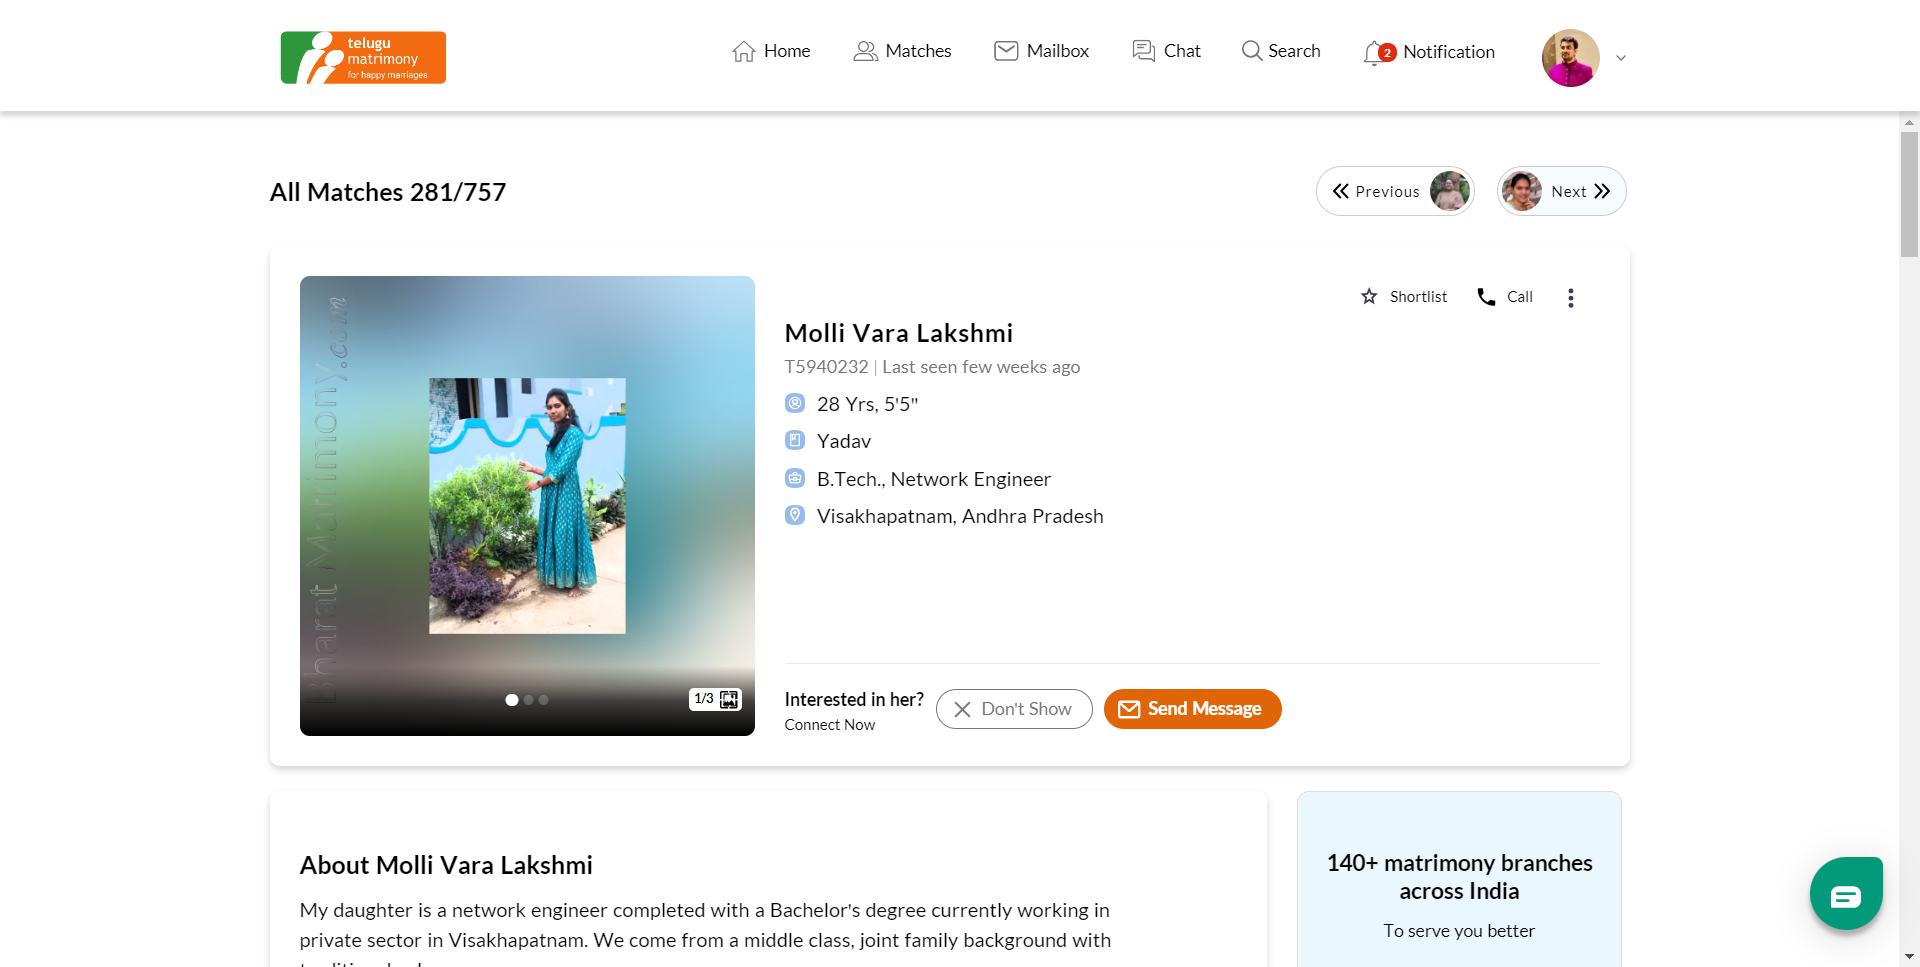 telugu
matrimony
for happy marriages
Home
Matches
Mailbox
Chat
Search
2
Notification
All Matches 281/757
Previous
Next
Bharat Matrimony.com
Shortlist
Call
Molli Vara Lakshmi
T5940232 | Last seen few weeks ago
28 Yrs, 5'5"
Yadav
B.Tech., Network Engineer
Visakhapatnam, Andhra Pradesh
1/3
Interested in her?
Connect Now
Don't Show
Send Message
About Molli Vara Lakshmi
My daughter is a network engineer completed with a Bachelor's degree currently working in
private sector in Visakhapatnam. We come from a middle class, joint family background with
140+ matrimony branches
across India
To serve you better